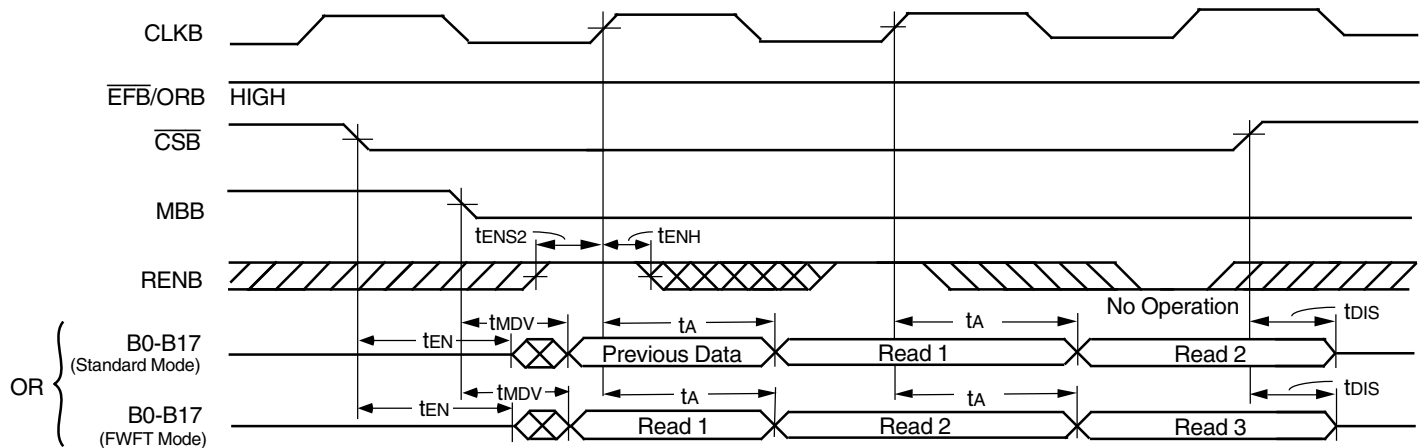 CLKB
EFB/ORB HIGH
CSB
MBB
tENS2 tENH
RENB
No Operation
tMDV tA tA tDIS
tEN
B0-B17 Previous Data Read 1 Read 2
(Standard Mode)
OR
tMDV tA tA tDIS
tEN
B0-B17 Read 1 Read 2 Read 3
(FWFT Mode)